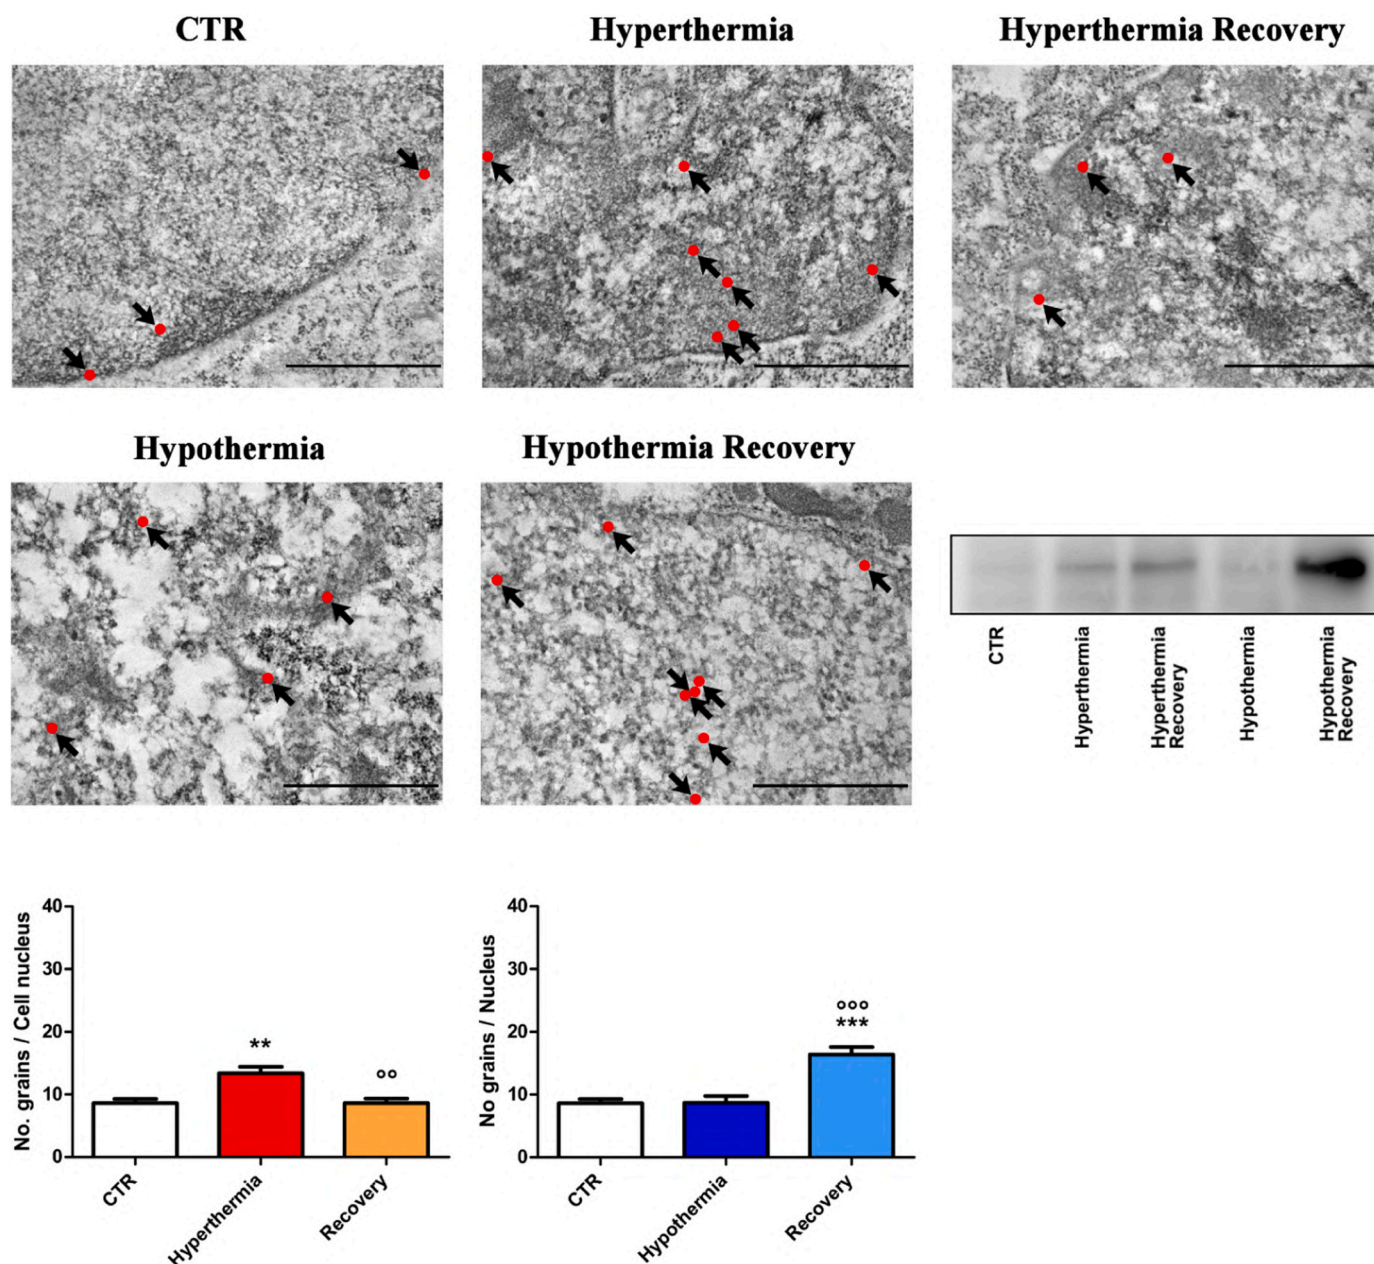 CTR
Hyperthermia
Hyperthermia Recovery
Hypothermia
Hypothermia Recovery
CTR
Hyperthermia
Hyperthermia
Recovery
Hypothermia
Hypothermia
Recovery
No. grains / Cell nucleus
40
30
20
10
0
**
°°
CTR
Hyperthermia
Recovery
No grains / Nucleus
40
30
20
10
0
°°°
***
CTR
Hypothermia
Recovery